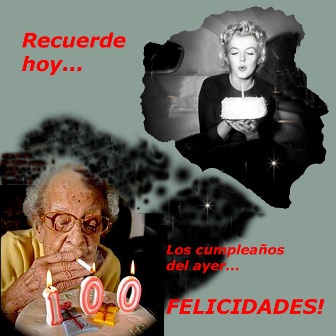 Recuerde
hoy...
Los cumpleaños
del ayer...
FELICIDADES!
100